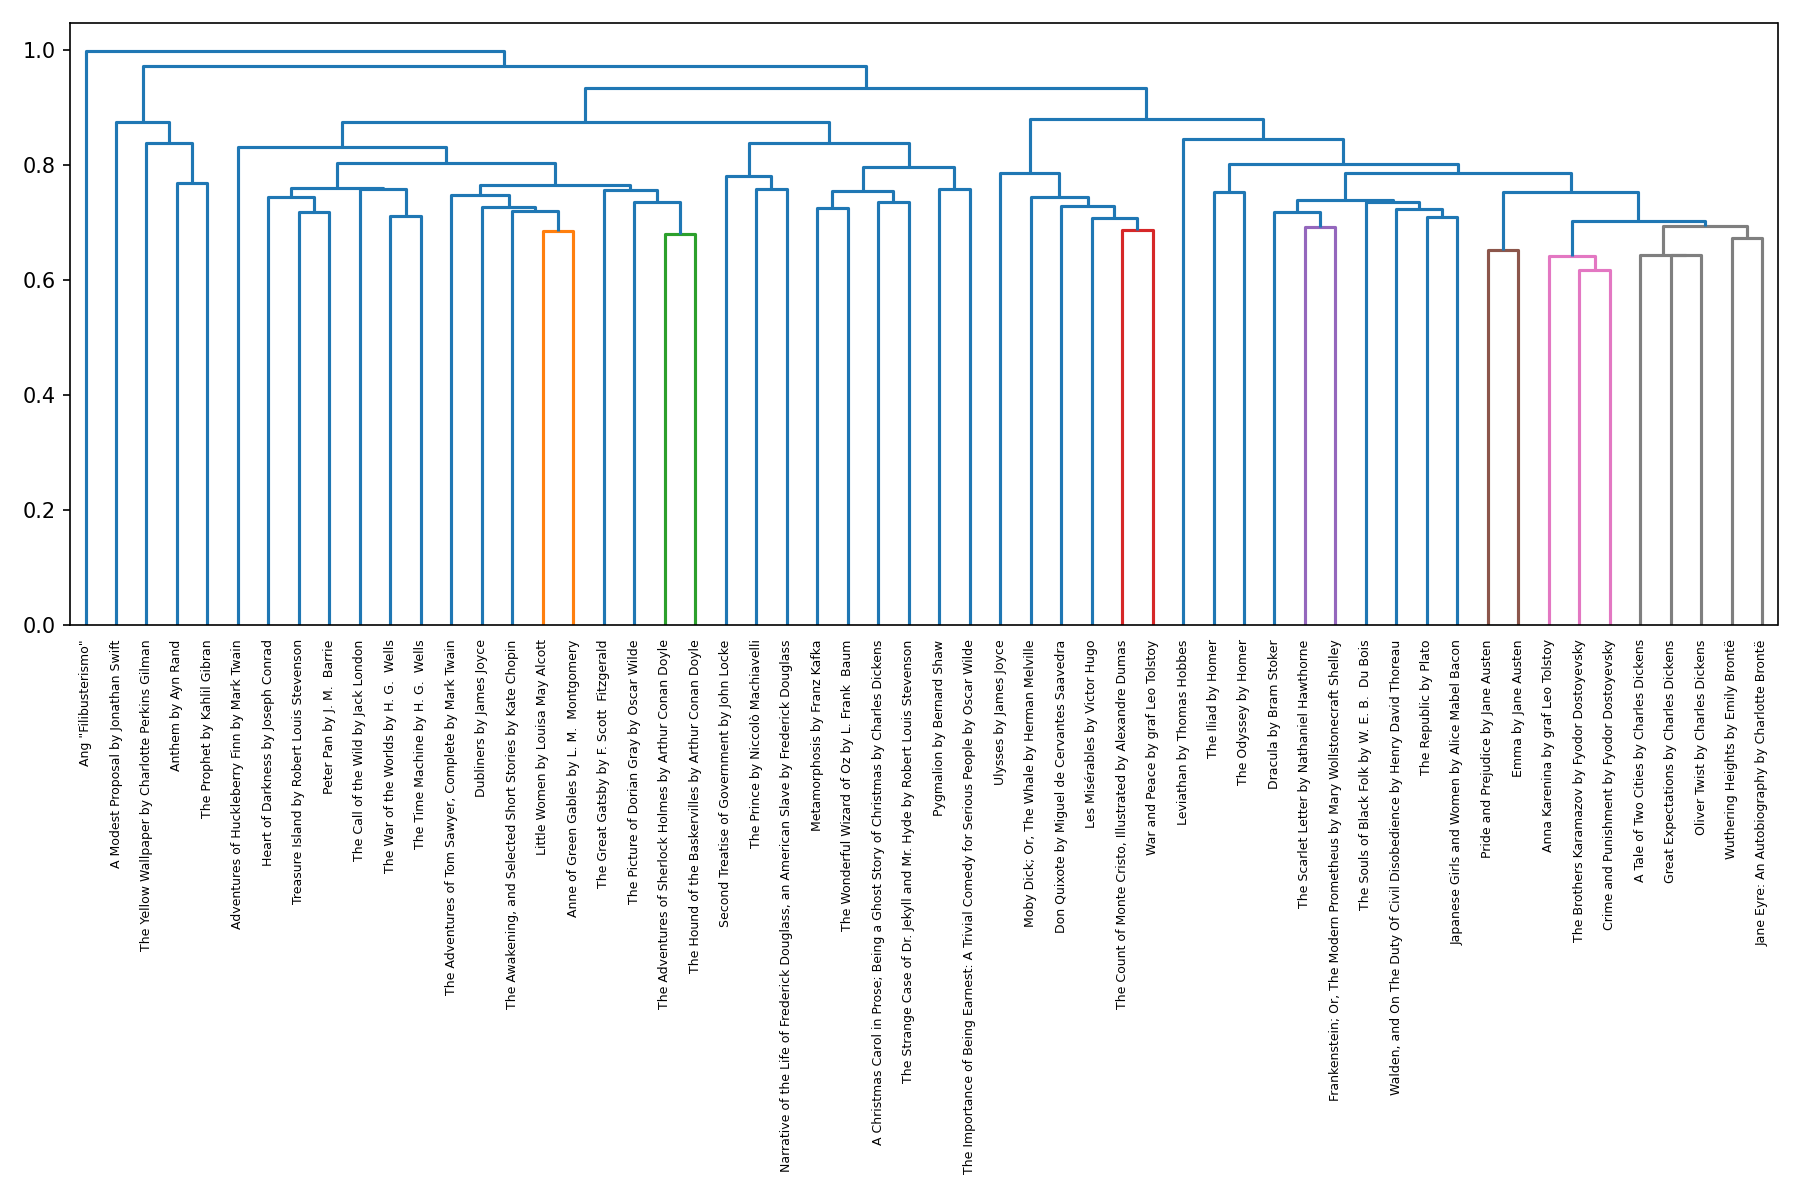 1.0
0.8
0.6
0.4
0.2
0.0
Ang "Filibusterismo"
A Modest Proposal by Jonathan Swift
The Yellow Wallpaper by Charlotte Perkins Gilman
Anthem by Ayn Rand
The Prophet by Kahlil Gibran
Adventures of Huckleberry Finn by Mark Twain
Heart of Darkness by Joseph Conrad
Treasure Island by Robert Louis Stevenson
Peter Pan by J. M. Barrie
The Call of the Wild by Jack London
The War of the Worlds by H. G. Wells
The Time Machine by H. G. Wells
The Adventures of Tom Sawyer, Complete by Mark Twain
Dubliners by James Joyce
The Awakening, and Selected Short Stories by Kate Chopin
Little Women by Louisa May Alcott
Anne of Green Gables by L. M. Montgomery
The Great Gatsby by F. Scott Fitzgerald
The Picture of Dorian Gray by Oscar Wilde
The Adventures of Sherlock Holmes by Arthur Conan Doyle
The Hound of the Baskervilles by Arthur Conan Doyle
Second Treatise of Government by John Locke
The Prince by Niccolò Machiavelli
Narrative of the Life of Frederick Douglass, an American Slave by Frederick Douglass
Metamorphosis by Franz Kafka
The Wonderful Wizard of Oz by L. Frank Baum
A Christmas Carol in Prose; Being a Ghost Story of Christmas by Charles Dickens
The Strange Case of Dr. Jekyll and Mr. Hyde by Robert Louis Stevenson
Pygmalion by Bernard Shaw
The Importance of Being Earnest: A Trivial Comedy for Serious People by Oscar Wilde
Ulysses by James Joyce
Moby Dick; Or, The Whale by Herman Melville
Don Quixote by Miguel de Cervantes Saavedra
Les Misérables by Victor Hugo
The Count of Monte Cristo, Illustrated by Alexandre Dumas
War and Peace by graf Leo Tolstoy
Leviathan by Thomas Hobbes
The Iliad by Homer
The Odyssey by Homer
Dracula by Bram Stoker
The Scarlet Letter by Nathaniel Hawthorne
Frankenstein; Or, The Modern Prometheus by Mary Wollstonecraft Shelley
The Souls of Black Folk by W. E. B. Du Bois
Walden, and On The Duty Of Civil Disobedience by Henry David Thoreau
The Republic by Plato
Japanese Girls and Women by Alice Mabel Bacon
Pride and Prejudice by Jane Austen
Emma by Jane Austen
Anna Karenina by graf Leo Tolstoy
The Brothers Karamazov by Fyodor Dostoyevsky
Crime and Punishment by Fyodor Dostoyevsky
A Tale of Two Cities by Charles Dickens
Great Expectations by Charles Dickens
Oliver Twist by Charles Dickens
Wuthering Heights by Emily Brontë
Jane Eyre: An Autobiography by Charlotte Brontë